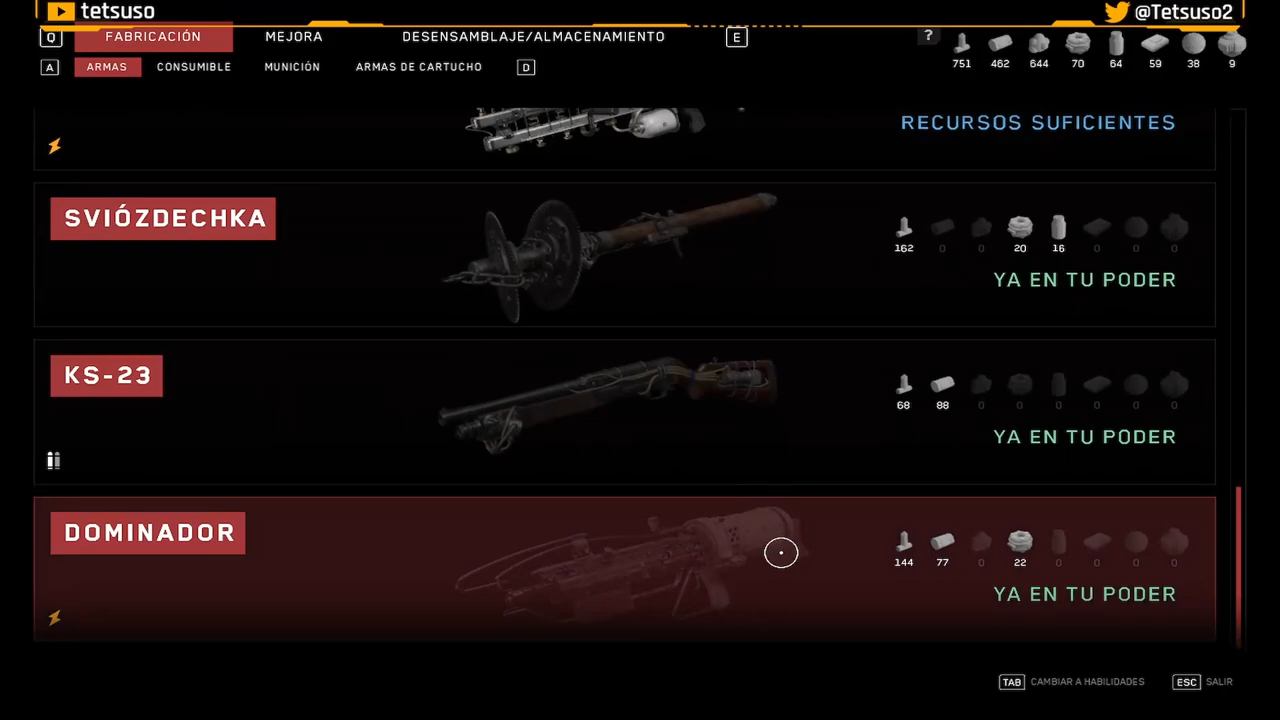 tetsuso
@Tetsuso2
Q FABRICACIÓN MEJORA DESENSAMBLAJE/ALMACENAMIENTO E ?
751 462 644 70 64 59 38 9
A ARMAS CONSUMIBLE MUNICIÓN ARMAS DE CARTUCHO D
RECURSOS SUFICIENTES
SVIÓZDECHKA
162 0 0 20 16 0 0 0
YA EN TU PODER
KS-23
68 88 0 0 0 0 0 0
YA EN TU PODER
DOMINADOR
144 77 0 22 0 0 0 0
YA EN TU PODER
TAB CAMBIAR A HABILIDADES ESC SALIR